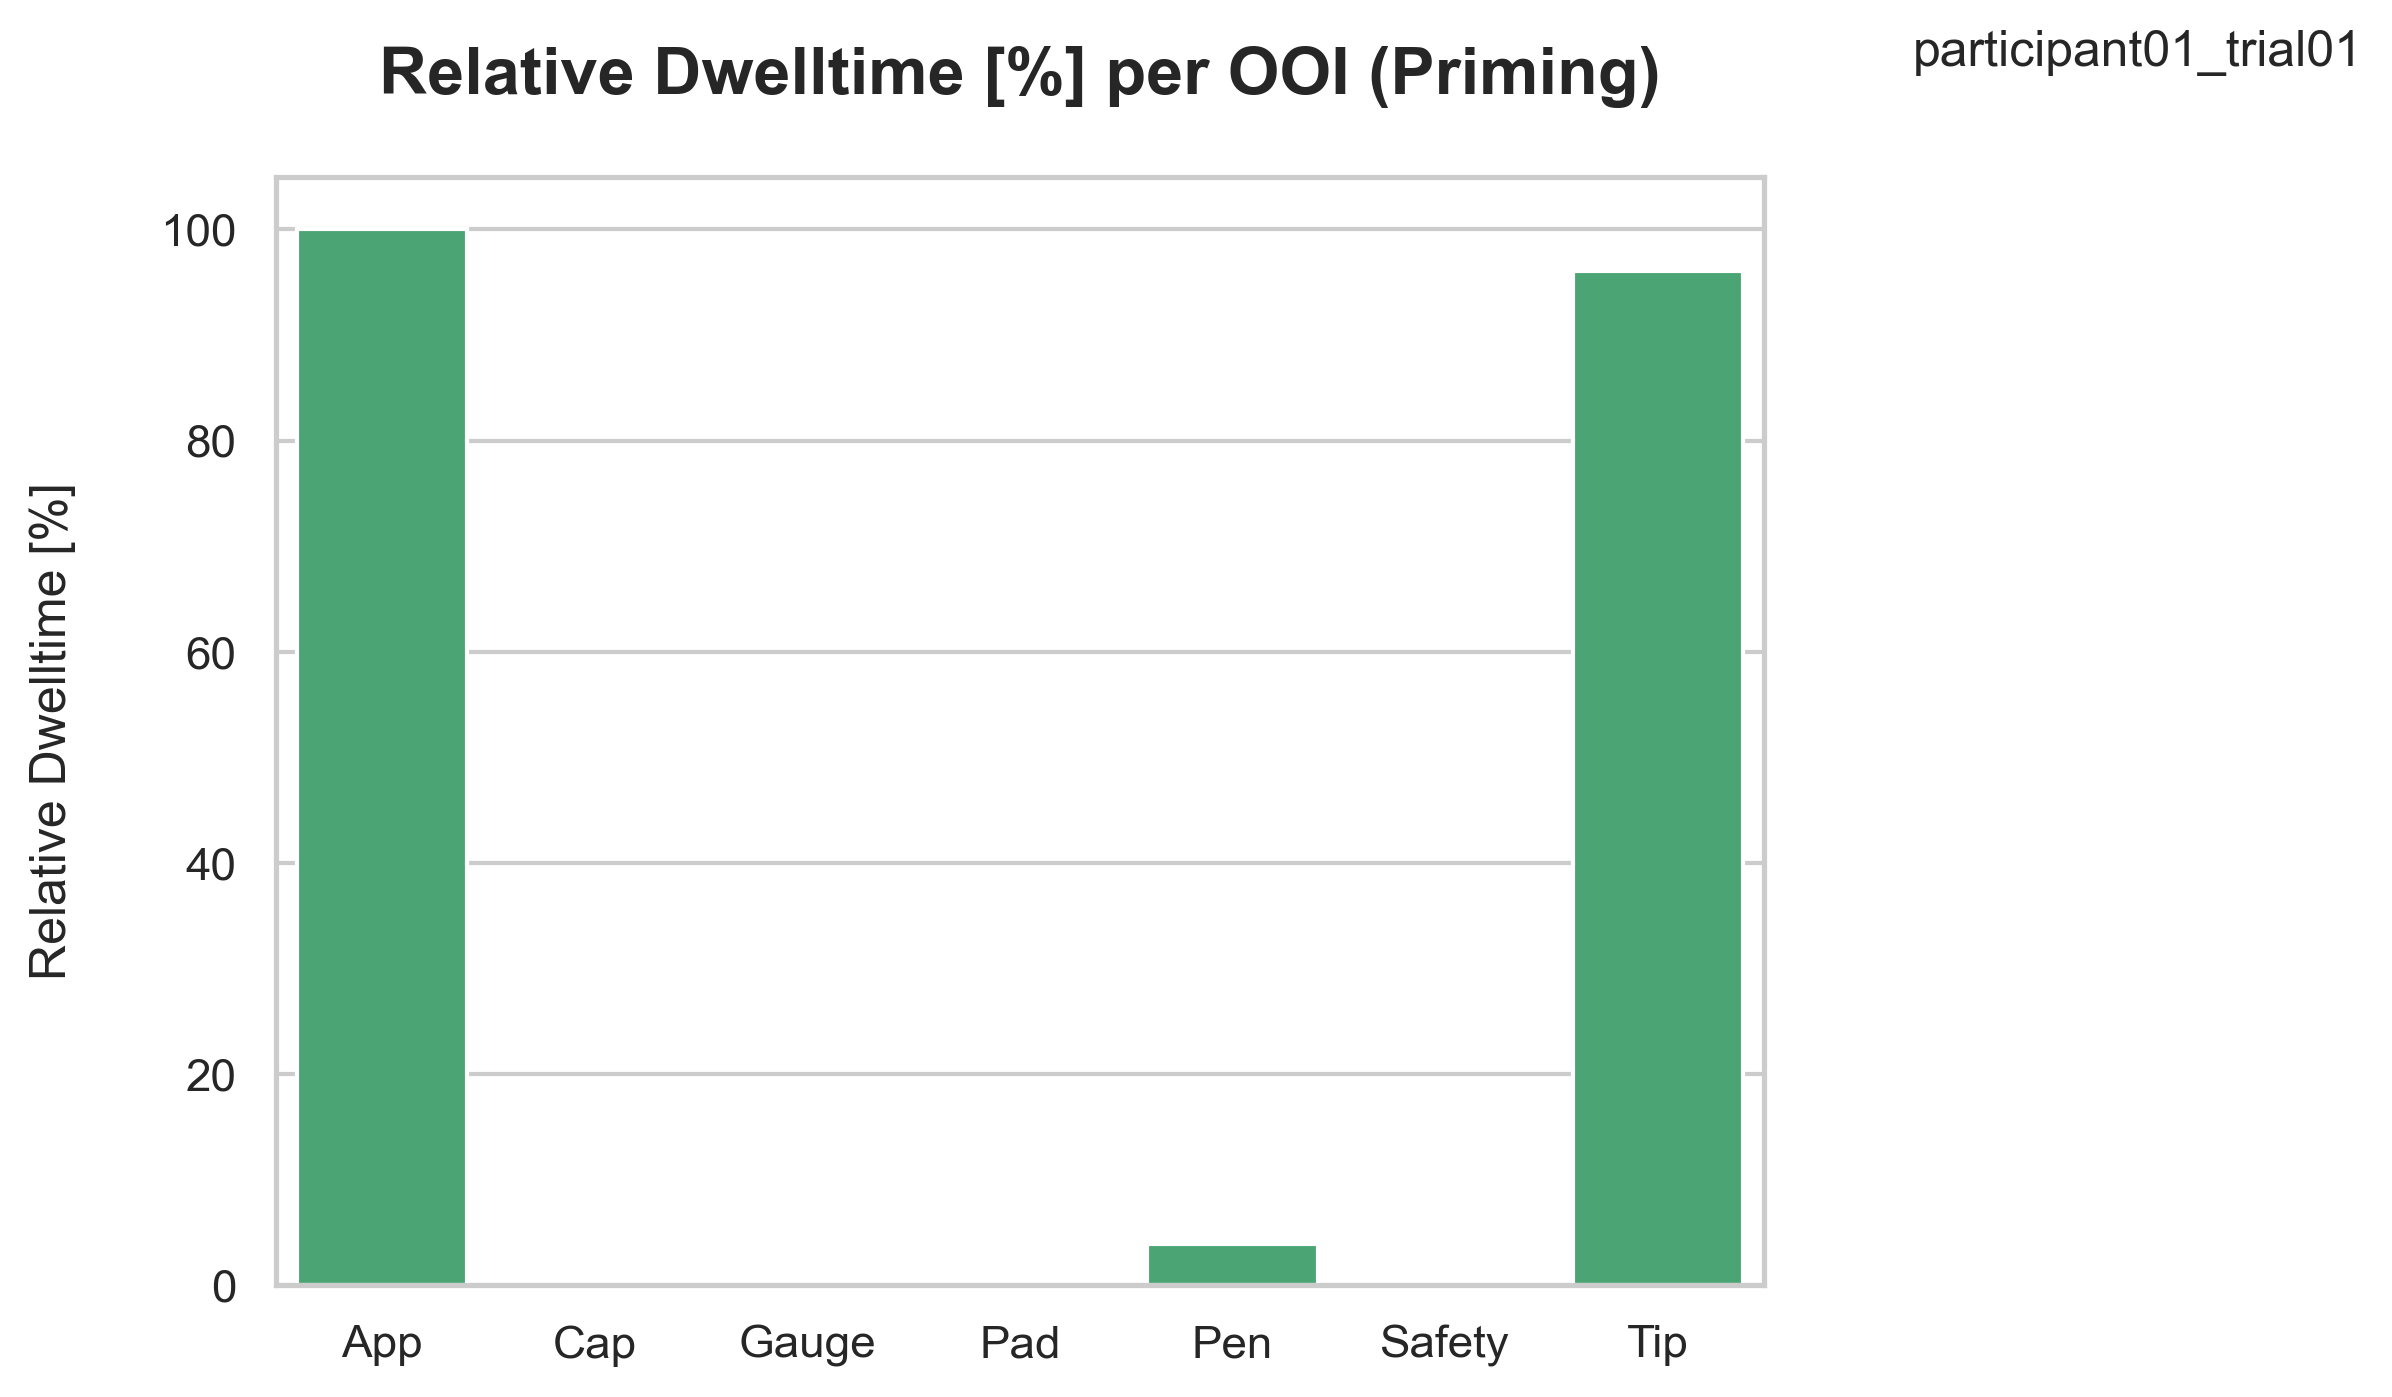 participant01_trial01
Relative Dwelltime [%] per OOI (Priming)
Relative Dwelltime [%]
100
80
60
40
20
0
App Cap Gauge Pad Pen Safety Tip